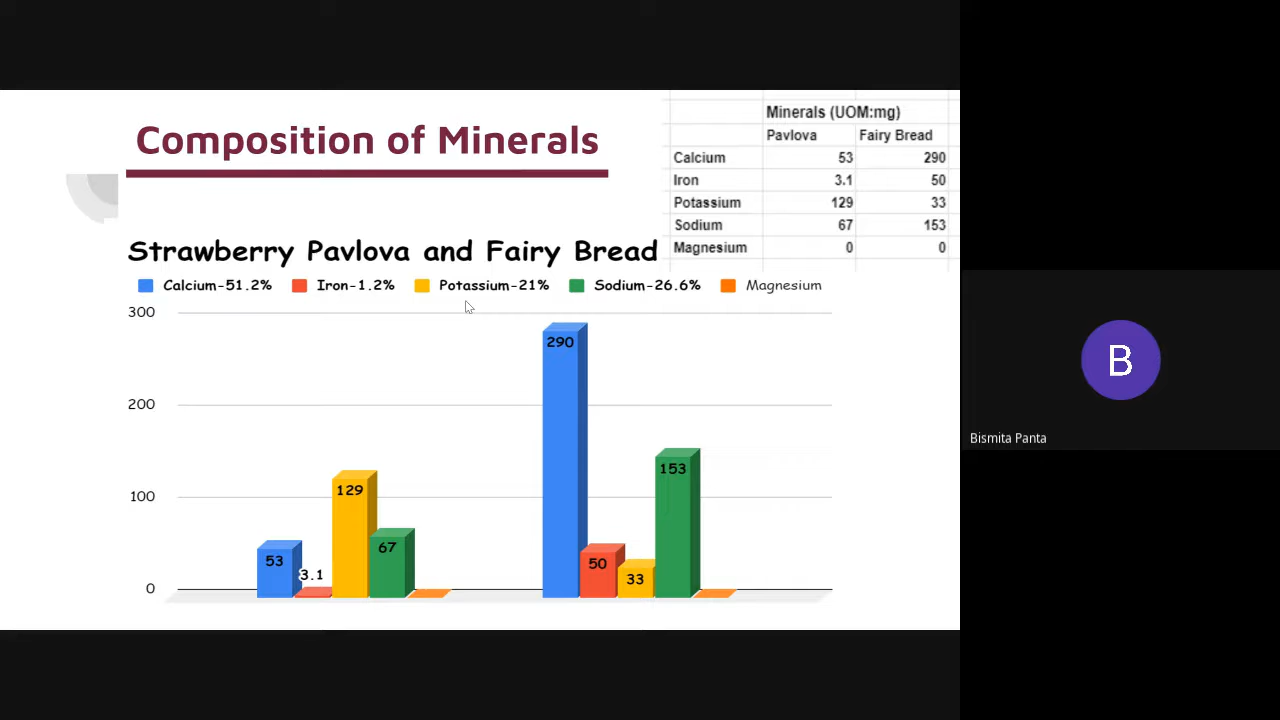 Composition of Minerals
Minerals (UOM:mg)
Pavlova Fairy Bread
Calcium 53 290
Iron 3.1 50
Potassium 129 33
Sodium 67 153
Magnesium 0 0
Strawberry Pavlova and Fairy Bread
Calcium-51.2% Iron-1.2% Potassium-21% Sodium-26.6% Magnesium
300
200
100
0
53
3.1
129
67
290
50
33
153
B
Bismita Panta